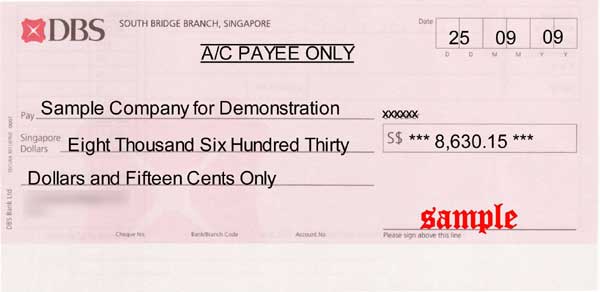 DBS SOUTH BRIDGE BRANCH, SINGAPORE
Date 25 09 09
D D M M Y Y
A/C PAYEE ONLY
Pay Sample Company for Demonstration
XXXXXX
Singapore Dollars Eight Thousand Six Hundred Thirty
S$ *** 8,630.15 ***
Dollars and Fifteen Cents Only
DBS Bank Ltd
sample
Cheque No. Bank/Branch Code Account No. Please sign above this line